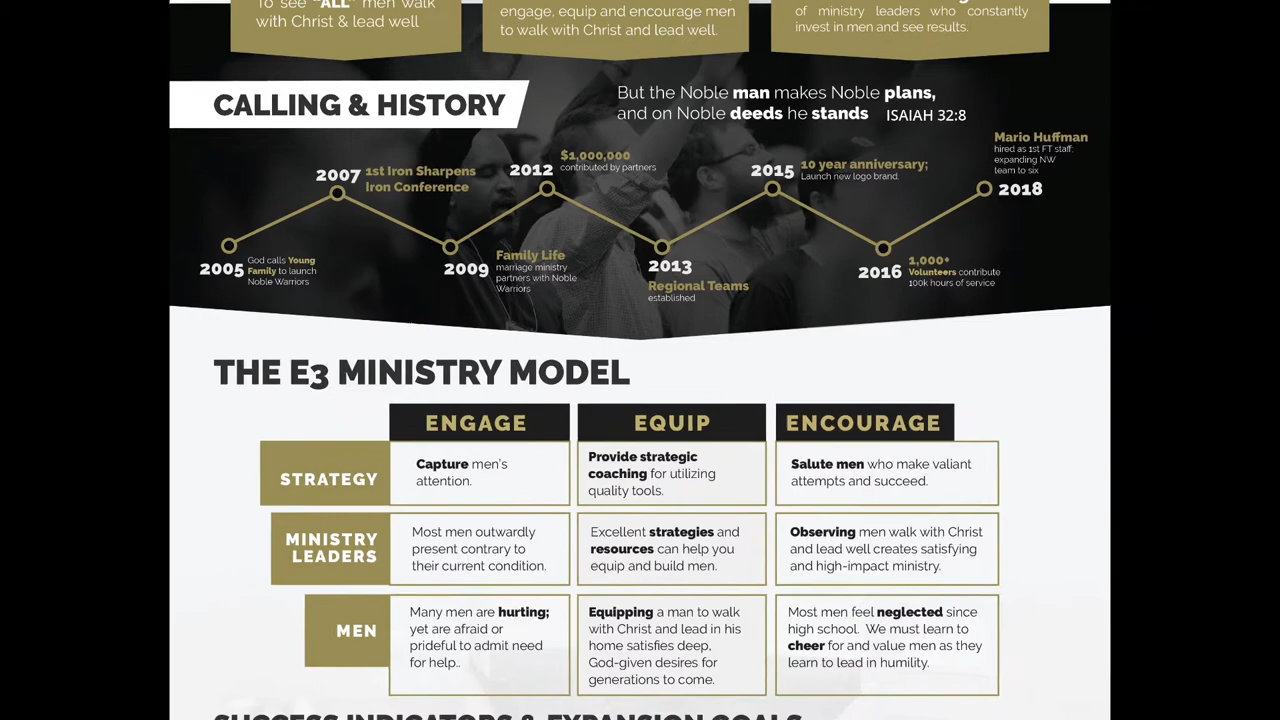 To see "ALL" men walk
with Christ & lead well
engage, equip and encourage men
to walk with Christ and lead well.
of ministry leaders who constantly
invest in men and see results.
CALLING & HISTORY
But the Noble man makes Noble plans,
and on Noble deeds he stands ISAIAH 32:8
2005
God calls Young
Family to launch
Noble Warriors
2007
1st Iron Sharpens
Iron Conference
2009
Family Life
marriage ministry
partners with Noble
Warriors
2012
$1,000,000
contributed by partners
2013
Regional Teams
established
2015
10 year anniversary;
Launch new logo brand.
2016
1,000+
Volunteers contribute
100k hours of service
Mario Huffman
hired as 1st FT staff;
expanding NW
team to six
2018
THE E3 MINISTRY MODEL
ENGAGE
EQUIP
ENCOURAGE
STRATEGY
Capture men's
attention.
Provide strategic
coaching for utilizing
quality tools.
Salute men who make valiant
attempts and succeed.
MINISTRY
LEADERS
Most men outwardly
present contrary to
their current condition.
Excellent strategies and
resources can help you
equip and build men.
Observing men walk with Christ
and lead well creates satisfying
and high-impact ministry.
MEN
Many men are hurting;
yet are afraid or
prideful to admit need
for help..
Equipping a man to walk
with Christ and lead in his
home satisfies deep,
God-given desires for
generations to come.
Most men feel neglected since
high school. We must learn to
cheer for and value men as they
learn to lead in humility.
SUCCESS INDICATORS & EXPANSION GOALS